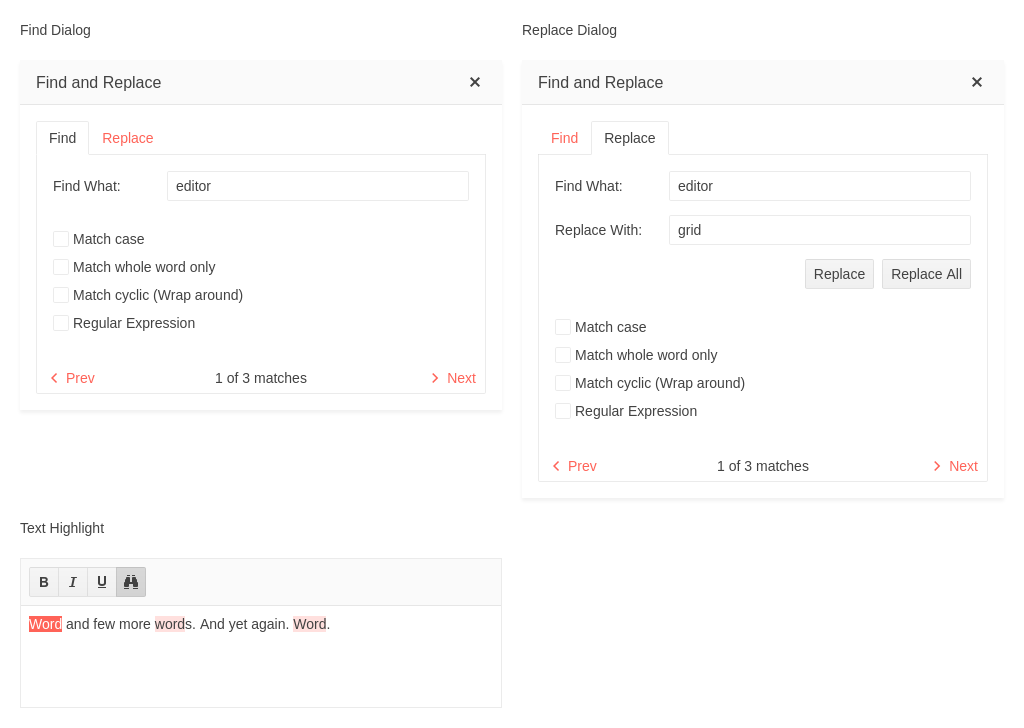 Find Dialog
Find and Replace
Find Replace
Find What: editor
Match case
Match whole word only
Match cyclic (Wrap around)
Regular Expression
Prev 1 of 3 matches Next
Replace Dialog
Find and Replace
Find Replace
Find What: editor
Replace With: grid
Replace Replace All
Match case
Match whole word only
Match cyclic (Wrap around)
Regular Expression
Prev 1 of 3 matches Next
Text Highlight
B I U
Word and few more words. And yet again. Word.